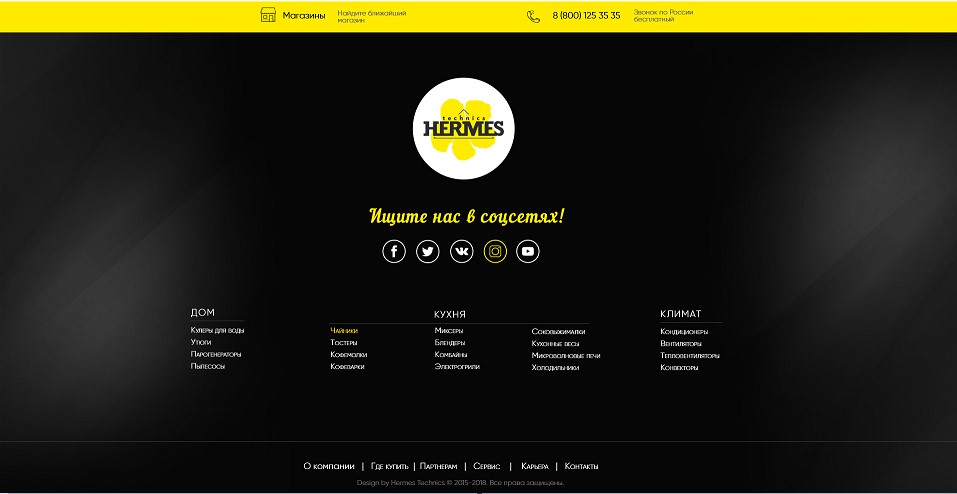 Магазины
Найдите ближайший
магазин
8 (800) 125 35 35
Звонок по России
бесплатный
technics
HERMES
Ищите нас в соцсетях!
ДОМ
Кулеры для воды
Утюги
Парогенераторы
Пылесосы
КУХНЯ
Чайники
Тостеры
Кофемолки
Кофеварки
Миксеры
Блендеры
Комбайны
Электрогрили
Соковыжималки
Кухонные весы
Микроволновые печи
Холодильники
КЛИМАТ
Кондиционеры
Вентиляторы
Тепловентиляторы
Конвекторы
О компании | Где купить | Партнерам | Сервис | Карьера | Контакты
Design by Hermes Technics © 2015-2018. Все права защищены.